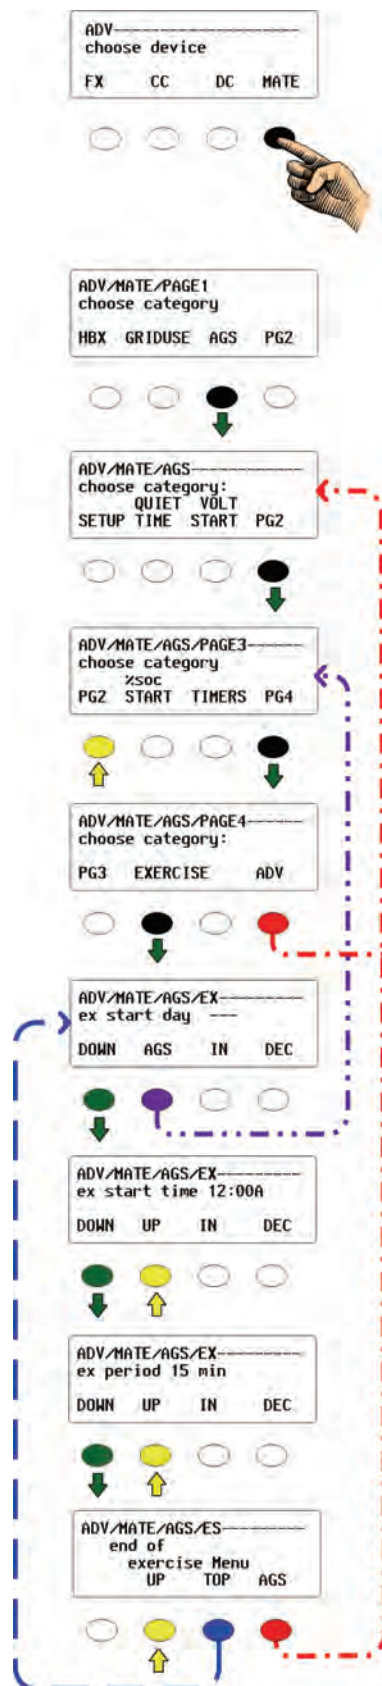 ADV----------------------
choose device
FX CC DC MATE
ADV/MATE/PAGE1
choose category
HBX GRIDUSE AGS PG2
ADV/MATE/AGS-------------
choose category:
QUIET VOLT
SETUP TIME START PG2
ADV/MATE/AGS/PAGE3------
choose category
%soc
PG2 START TIMERS PG4
ADV/MATE/AGS/PAGE4------
choose category:
PG3 EXERCISE ADV
ADV/MATE/AGS/EX---------
ex start day ---
DOWN AGS IN DEC
ADV/MATE/AGS/EX---------
ex start time 12:00A
DOWN UP IN DEC
ADV/MATE/AGS/EX---------
ex period 15 min
DOWN UP IN DEC
ADV/MATE/AGS/ES---------
end of
exercise Menu
UP TOP AGS